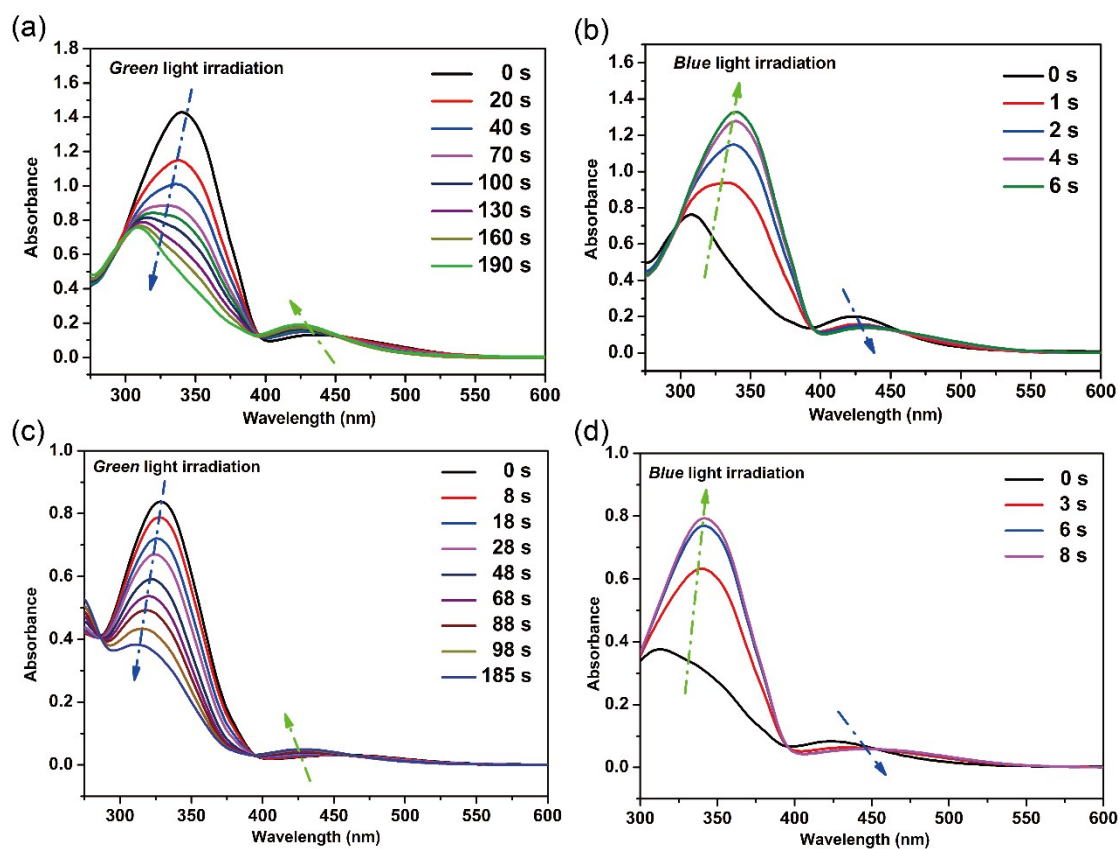 (a)
Green light irradiation
0 s
20 s
40 s
70 s
100 s
130 s
160 s
190 s
1.8
1.6
1.4
1.2
1.0
0.8
0.6
0.4
0.2
0.0
Absorbance
300 350 400 450 500 550 600
Wavelength (nm)
(b)
Blue light irradiation
0 s
1 s
2 s
4 s
6 s
1.6
1.4
1.2
1.0
0.8
0.6
0.4
0.2
0.0
Absorbance
300 350 400 450 500 550 600
Wavelength (nm)
(c)
Green light irradiation
0 s
8 s
18 s
28 s
48 s
68 s
88 s
98 s
185 s
1.0
0.8
0.6
0.4
0.2
0.0
Absorbance
300 350 400 450 500 550 600
Wavelength (nm)
(d)
Blue light irradiation
0 s
3 s
6 s
8 s
1.0
0.8
0.6
0.4
0.2
0.0
Absorbance
300 350 400 450 500 550 600
Wavelength (nm)